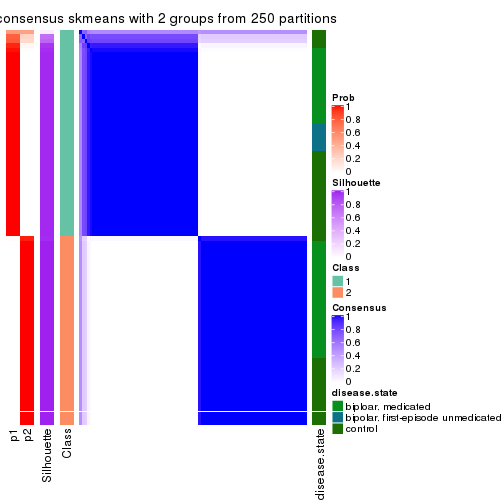 consensus skmeans with 2 groups from 250 partitions
Prob
1
0.8
0.6
0.4
0.2
0
Silhouette
1
0.8
0.6
0.4
0.2
0
Class
1
2
Consensus
1
0.8
0.6
0.4
0.2
0
disease.state
biploar, medicated
bipolar, first-episode unmedicated
control
p1
p2
Silhouette
Class
disease.state